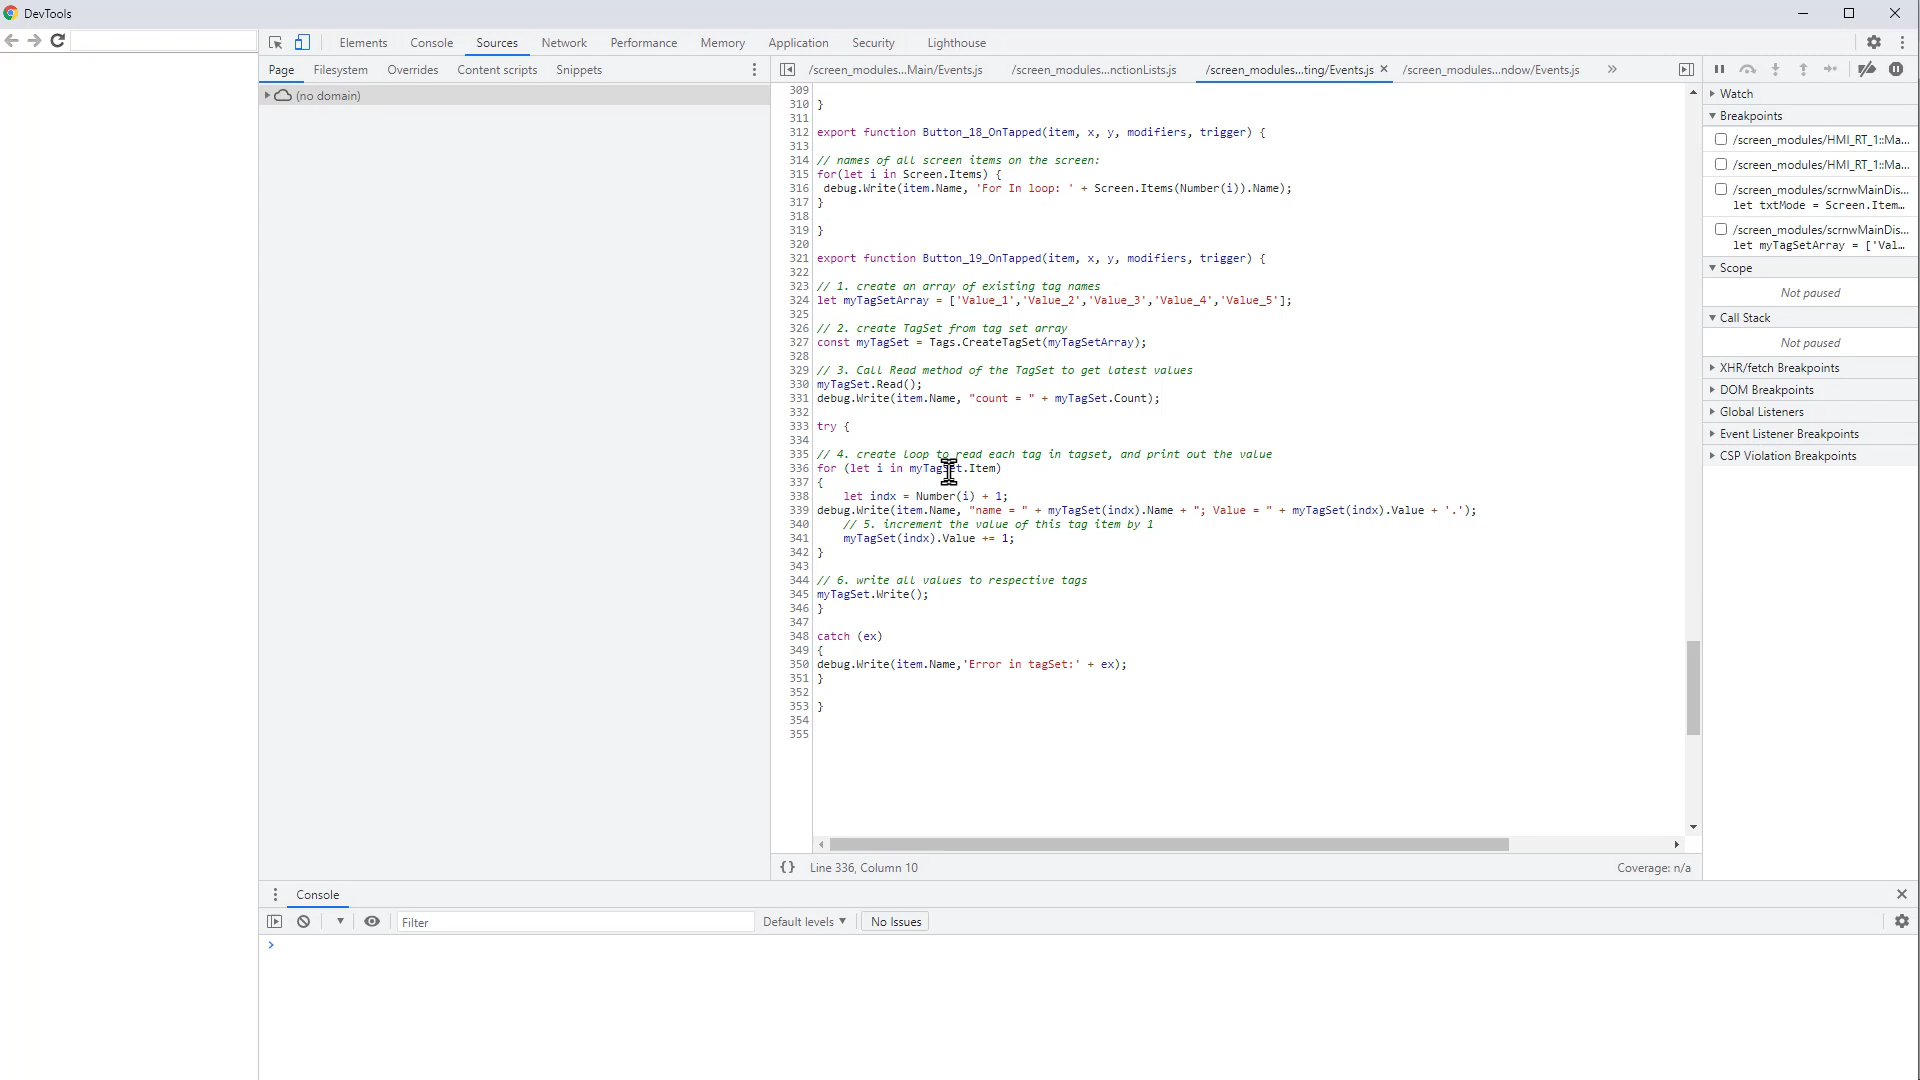 DevTools
Elements Console Sources Network Performance Memory Application Security Lighthouse
Page Filesystem Overrides Content scripts Snippets
/screen_modules...Main/Events.js /screen_modules...nctionLists.js /screen_modules...ting/Events.js × /screen_modules...ndow/Events.js »
(no domain)
309
310 }
311
312 export function Button_18_OnTapped(item, x, y, modifiers, trigger) {
313
314 // names of all screen items on the screen:
315 for(let i in Screen.Items) {
316 debug.Write(item.Name, 'For In loop: ' + Screen.Items(Number(i)).Name);
317 }
318
319 }
320
321 export function Button_19_OnTapped(item, x, y, modifiers, trigger) {
322
323 // 1. create an array of existing tag names
324 let myTagSetArray = ['Value_1','Value_2','Value_3','Value_4','Value_5'];
325
326 // 2. create TagSet from tag set array
327 const myTagSet = Tags.CreateTagSet(myTagSetArray);
328
329 // 3. Call Read method of the TagSet to get latest values
330 myTagSet.Read();
331 debug.Write(item.Name, "count = " + myTagSet.Count);
332
333 try {
334
335 // 4. create loop to read each tag in tagset, and print out the value
336 for (let i in myTagSet.Item)
337 {
338 let indx = Number(i) + 1;
339 debug.Write(item.Name, "name = " + myTagSet(indx).Name + "; Value = " + myTagSet(indx).Value + '.');
340 // 5. increment the value of this tag item by 1
341 myTagSet(indx).Value += 1;
342 }
343
344 // 6. write all values to respective tags
345 myTagSet.Write();
346 }
347
348 catch (ex)
349 {
350 debug.Write(item.Name,'Error in tagSet:' + ex);
351 }
352
353 }
354
355
{} Line 336, Column 10 Coverage: n/a
Watch
Breakpoints
/screen_modules/HMI_RT_1::Ma...
/screen_modules/HMI_RT_1::Ma...
/screen_modules/scrnwMainDis...
let txtMode = Screen.Item...
/screen_modules/scrnwMainDis...
let myTagSetArray = ['Val...
Scope
Not paused
Call Stack
Not paused
XHR/fetch Breakpoints
DOM Breakpoints
Global Listeners
Event Listener Breakpoints
CSP Violation Breakpoints
Console
Filter Default levels No Issues